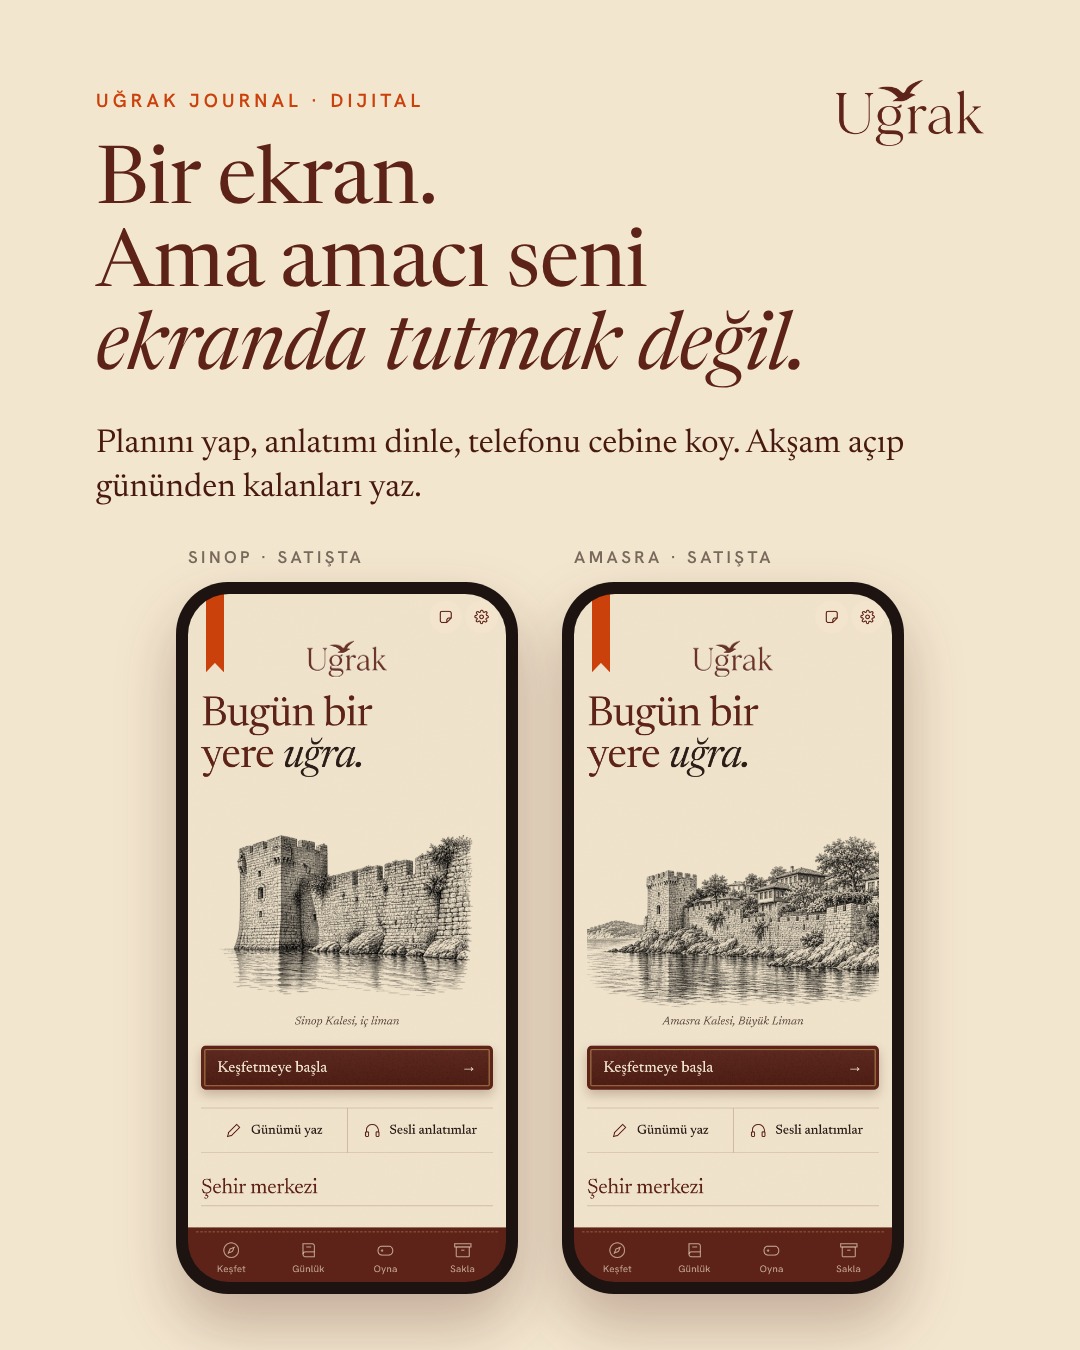 UĞRAK JOURNAL · DIJITAL
Uğrak
Bir ekran.
Ama amacı seni
ekranda tutmak değil.
Planını yap, anlatımı dinle, telefonu cebine koy. Akşam açıp
gününden kalanları yaz.
SINOP · SATIŞTA
Uğrak
Bugün bir
yere uğra.
Sinop Kalesi, iç liman
Keşfetmeye başla →
Günümü yaz
Sesli anlatımlar
Şehir merkezi
Keşfet
Günlük
Oyna
Sakla
AMASRA · SATIŞTA
Uğrak
Bugün bir
yere uğra.
Amasra Kalesi, Büyük Liman
Keşfetmeye başla →
Günümü yaz
Sesli anlatımlar
Şehir merkezi
Keşfet
Günlük
Oyna
Sakla